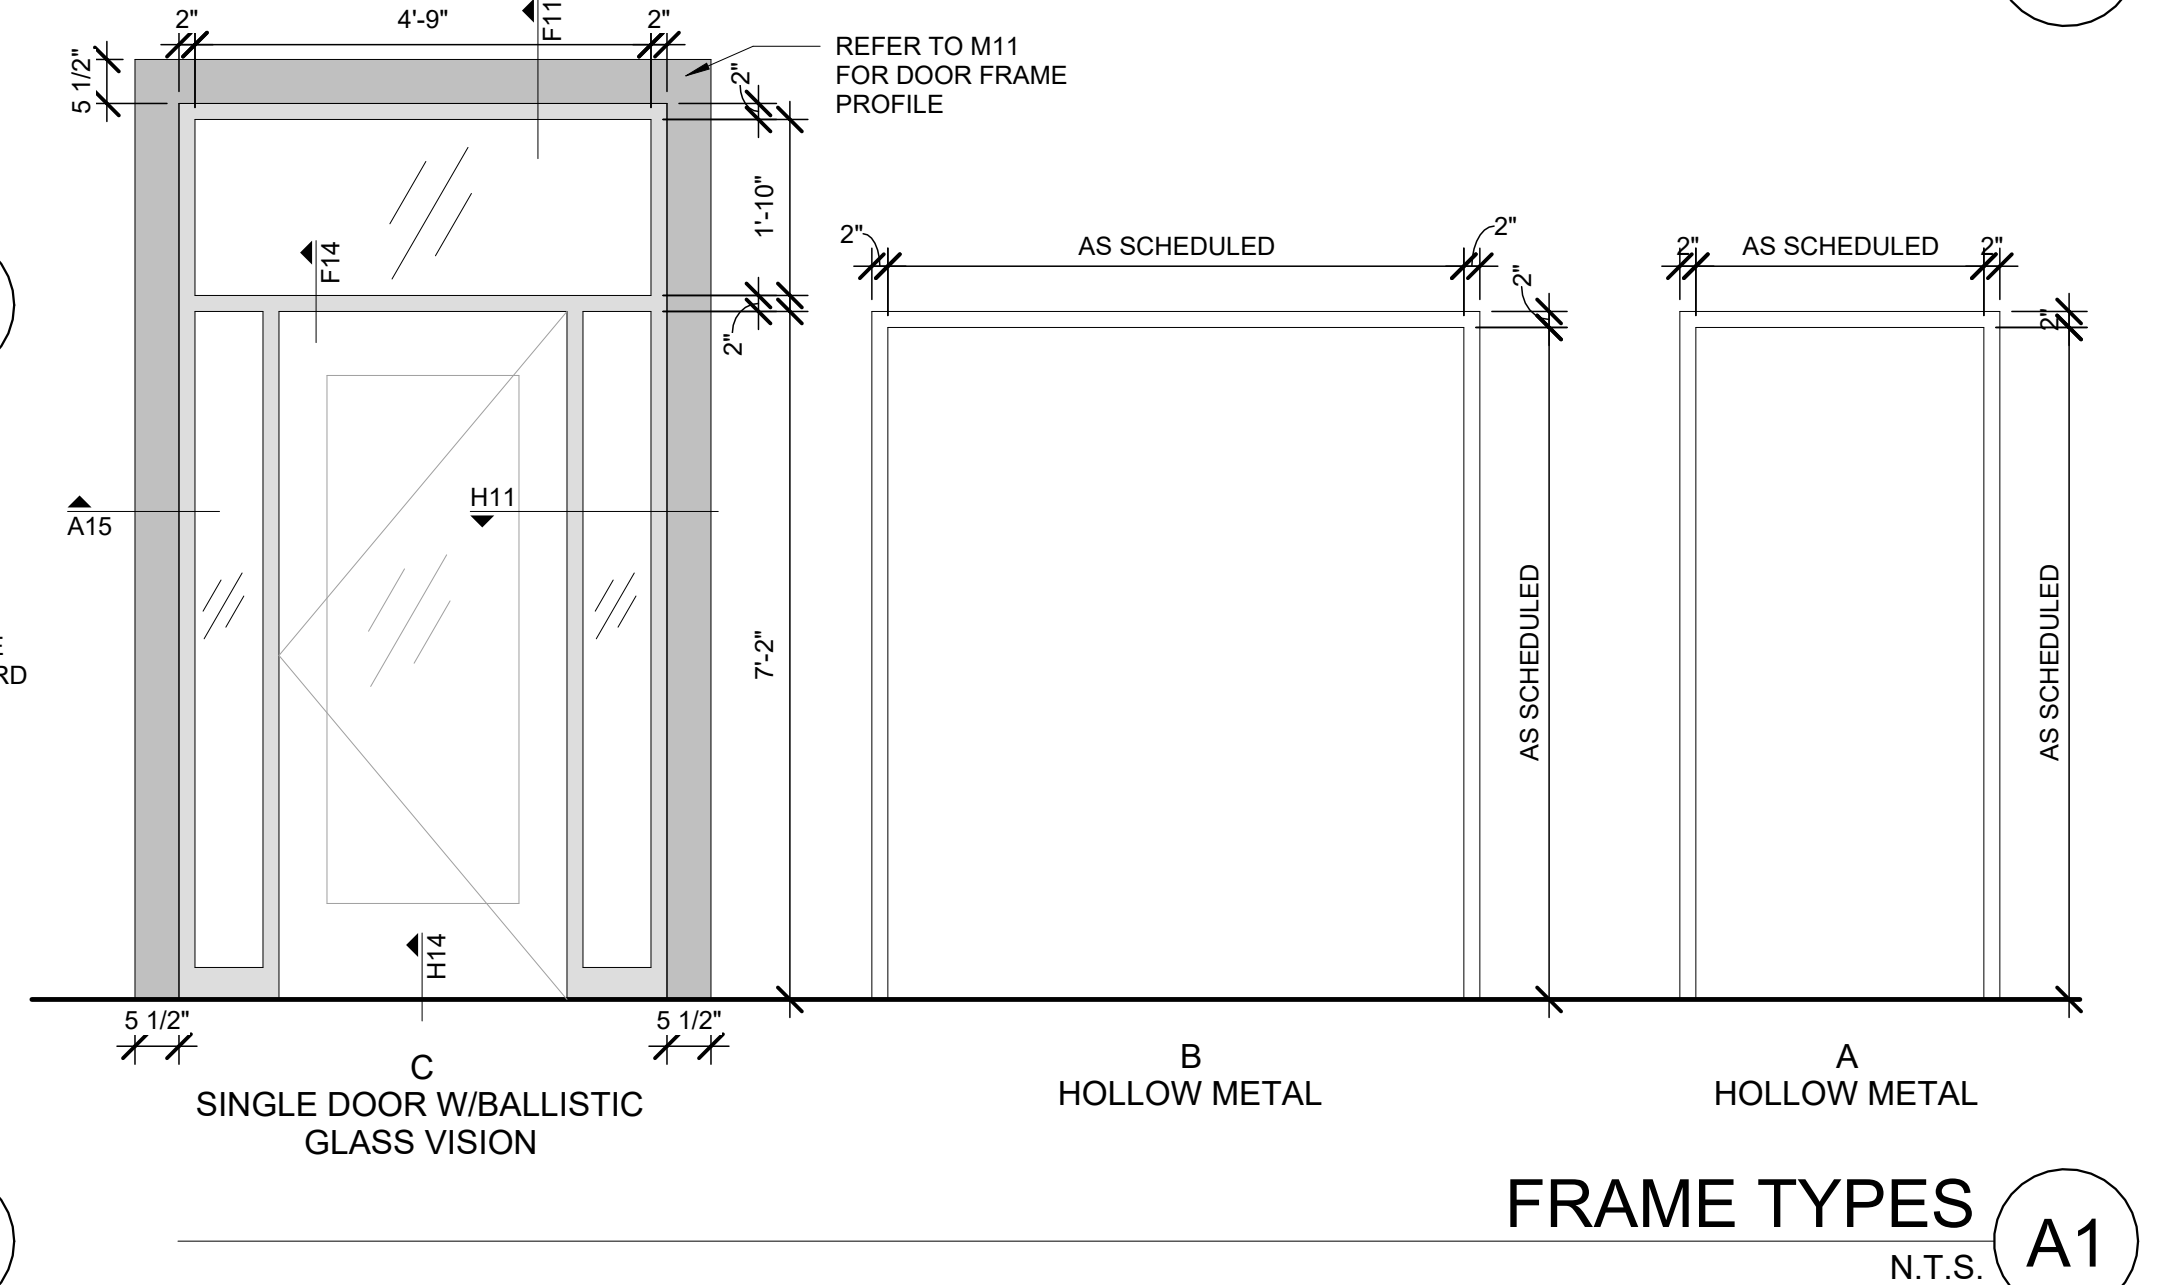 2"
4'-9"
2"
F11
5 1/2"
REFER TO M11
FOR DOOR FRAME
PROFILE
2"
1'-10"
F14
2"
7'-2"
A15
H11
H14
RD
5 1/2"
5 1/2"
C
SINGLE DOOR W/BALLISTIC
GLASS VISION
2"
AS SCHEDULED
2"
2"
AS SCHEDULED
B
HOLLOW METAL
2"
AS SCHEDULED
2"
2"
AS SCHEDULED
A
HOLLOW METAL
FRAME TYPES
A1
N.T.S.